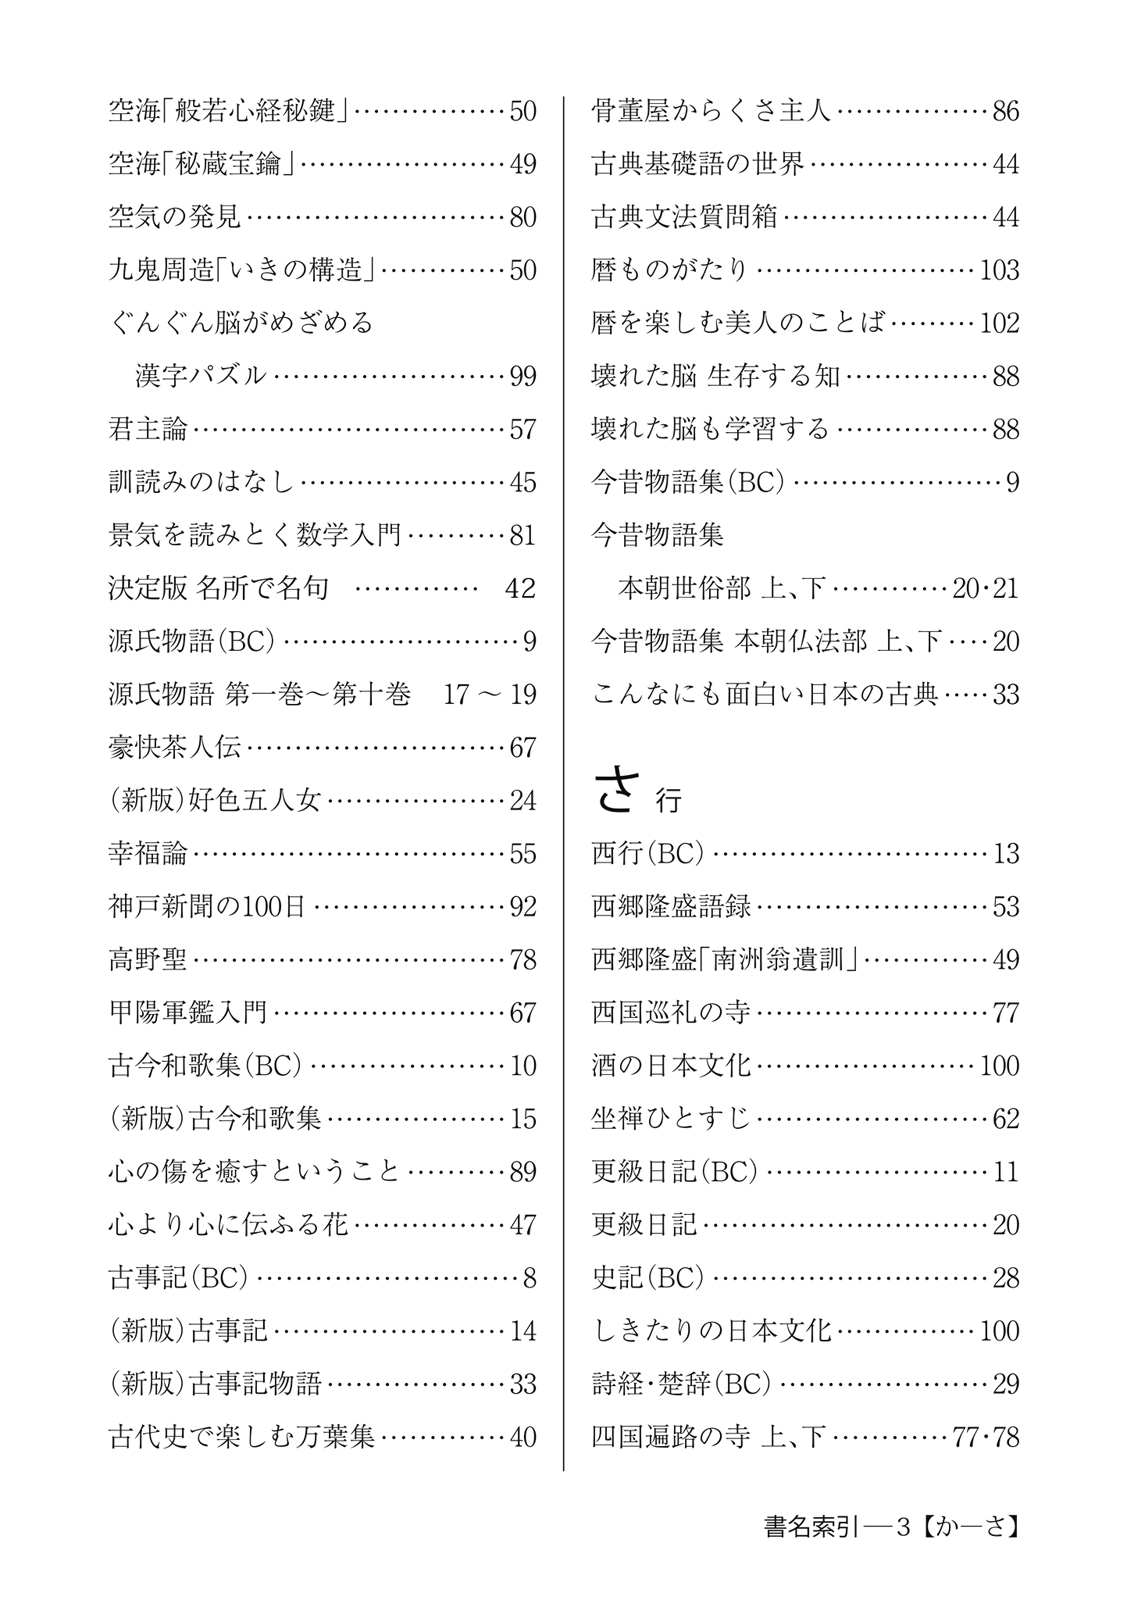 空海「般若心経秘鍵」………………50
空海「秘蔵宝鑰」…………………49
空気の発見………………………80
九鬼周造「いきの構造」…………50
ぐんぐん脳がめざめる
　漢字パズル……………………99
君主論……………………………57
訓読みのはなし…………………45
景気を読みとく数学入門………81
決定版 名所で名句　…………　42
源氏物語（BC）……………………9
源氏物語 第一巻～第十巻　17 ～ 19
豪快茶人伝………………………67
（新版）好色五人女………………24
幸福論……………………………55
神戸新聞の100日………………92
高野聖……………………………78
甲陽軍鑑入門……………………67
古今和歌集（BC）…………………10
（新版）古今和歌集………………15
心の傷を癒すということ………89
心より心に伝ふる花……………47
古事記（BC）………………………8
（新版）古事記……………………14
（新版）古事記物語………………33
古代史で楽しむ万葉集…………40
骨董屋からくさ主人……………86
古典基礎語の世界………………44
古典文法質問箱…………………44
暦ものがたり…………………103
暦を楽しむ美人のことば………102
壊れた脳 生存する知……………88
壊れた脳も学習する……………88
今昔物語集（BC）…………………9
今昔物語集
　本朝世俗部 上、下…………20・21
今昔物語集 本朝仏法部 上、下‥‥20
こんなにも面白い日本の古典……33
さ 行
西行（BC）…………………………13
西郷隆盛語録……………………53
西郷隆盛「南洲翁遺訓」…………49
西国巡礼の寺……………………77
酒の日本文化…………………100
坐禅ひとすじ……………………62
更級日記（BC）……………………11
更級日記…………………………20
史記（BC）…………………………28
しきたりの日本文化……………100
詩経・楚辞（BC）…………………29
四国遍路の寺 上、下…………77・78
書名索引―3【か―さ】